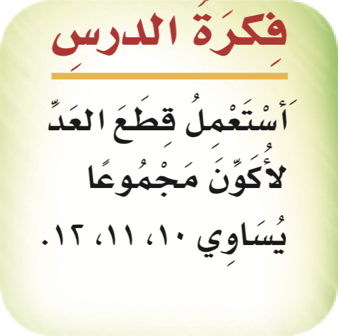 فِكرَةُ الدرسِ
أَسْتَعْمِلُ قِطَعَ العَدِّ
لأُكَوِّنَ مَجْمُوعًا
يُسَاوِي ١٠، ١١، ١٢.